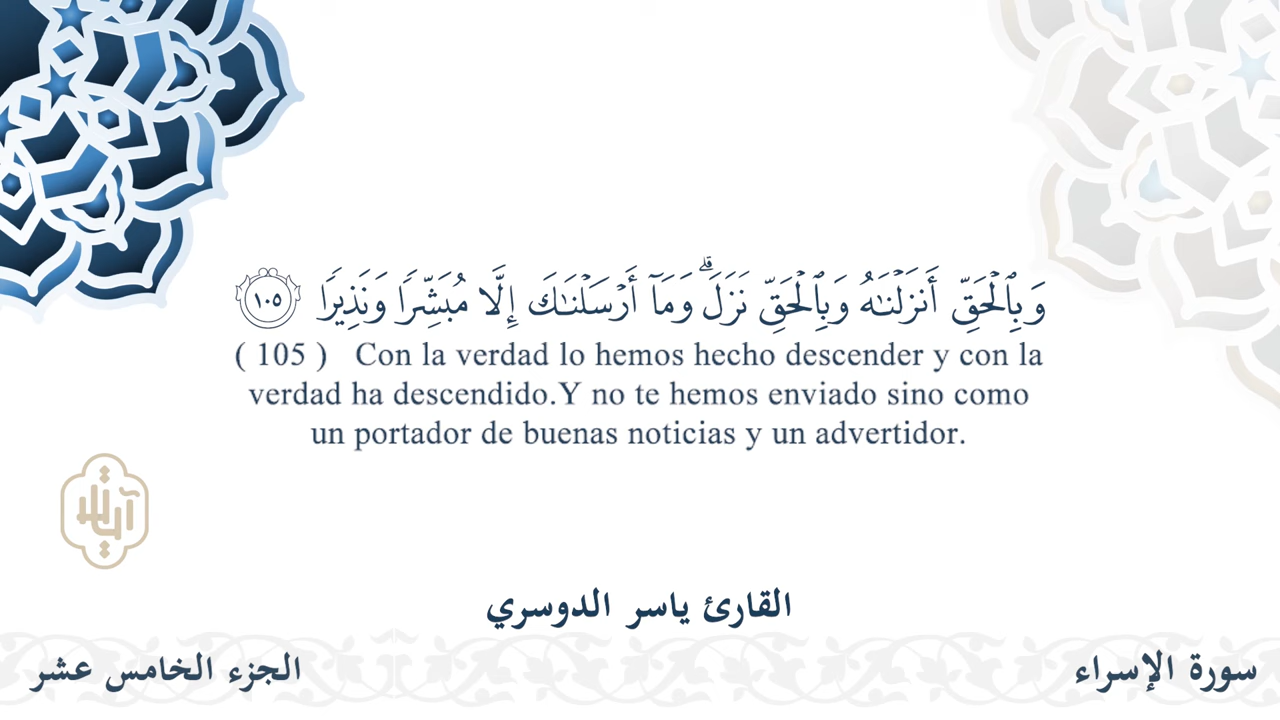 وَبِٱلْحَقِّ أَنزَلْنَٰهُ وَبِٱلْحَقِّ نَزَلَ ۗ وَمَآ أَرْسَلْنَٰكَ إِلَّا مُبَشِّرًا وَنَذِيرًا ١٠٥
( 105 ) Con la verdad lo hemos hecho descender y con la
verdad ha descendido.Y no te hemos enviado sino como
un portador de buenas noticias y un advertidor.
القارئ ياسر الدوسري
سورة الإسراء
الجزء الخامس عشر